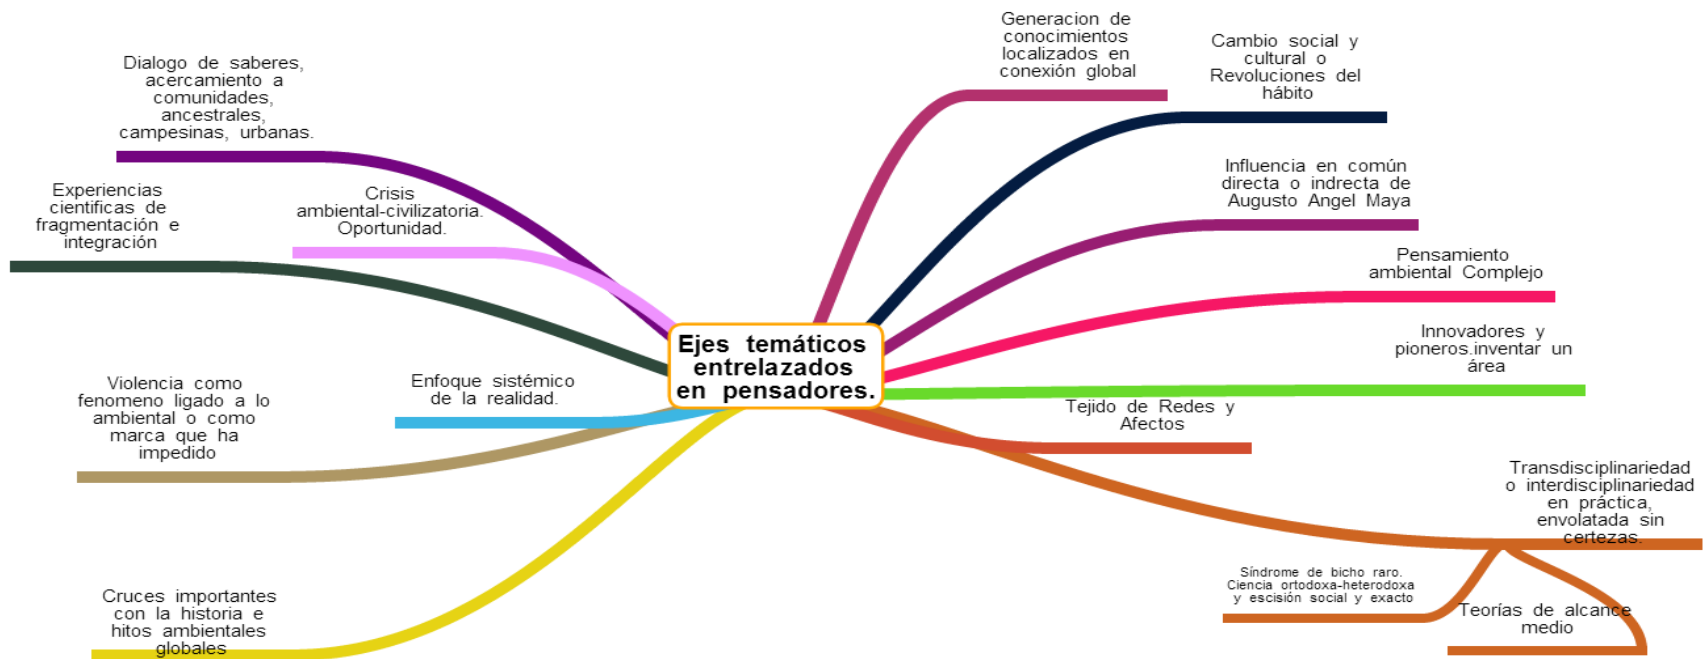 Generacion de
conocimientos
localizados en
conexión global
Cambio social y
cultural o
Revoluciones del
hábito
Dialogo de saberes,
acercamiento a
comunidades,
ancestrales,
campesinas, urbanas.
Influencia en común
directa o indrecta de
Augusto Angel Maya
Experiencias
cientificas de
fragmentación e
integración
Crisis
ambiental-civilizatoria.
Oportunidad.
Pensamiento
ambiental Complejo
Ejes temáticos
entrelazados
en pensadores.
Innovadores y
pioneros.inventar un
área
Violencia como
fenomeno ligado a lo
ambiental o como
marca que ha
impedido
Enfoque sistémico
de la realidad.
Tejido de Redes y
Afectos
Transdisciplinariedad
o interdisciplinariedad
en práctica,
envolatada sin
certezas.
Síndrome de bicho raro.
Ciencia ortodoxa-heterodoxa
y escisión social y exacto
Teorías de alcance
medio
Cruces importantes
con la historia e
hitos ambientales
globales